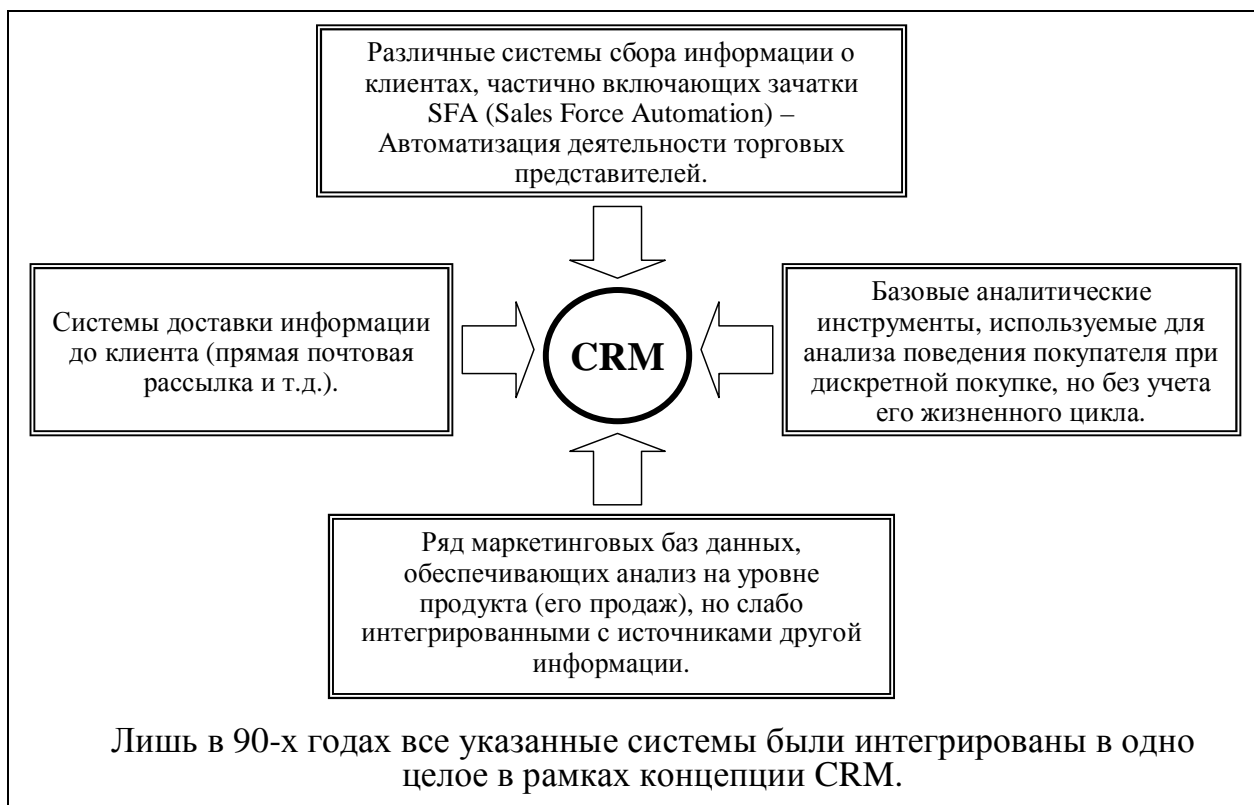 Различные системы сбора информации о
клиентах, частично включающих зачатки
SFA (Sales Force Automation) –
Автоматизация деятельности торговых
представителей.
Системы доставки информации
до клиента (прямая почтовая
рассылка и т.д.).
CRM
Базовые аналитические
инструменты, используемые для
анализа поведения покупателя при
дискретной покупке, но без учета
его жизненного цикла.
Ряд маркетинговых баз данных,
обеспечивающих анализ на уровне
продукта (его продаж), но слабо
интегрированными с источниками другой
информации.
Лишь в 90-х годах все указанные системы были интегрированы в одно
целое в рамках концепции CRM.